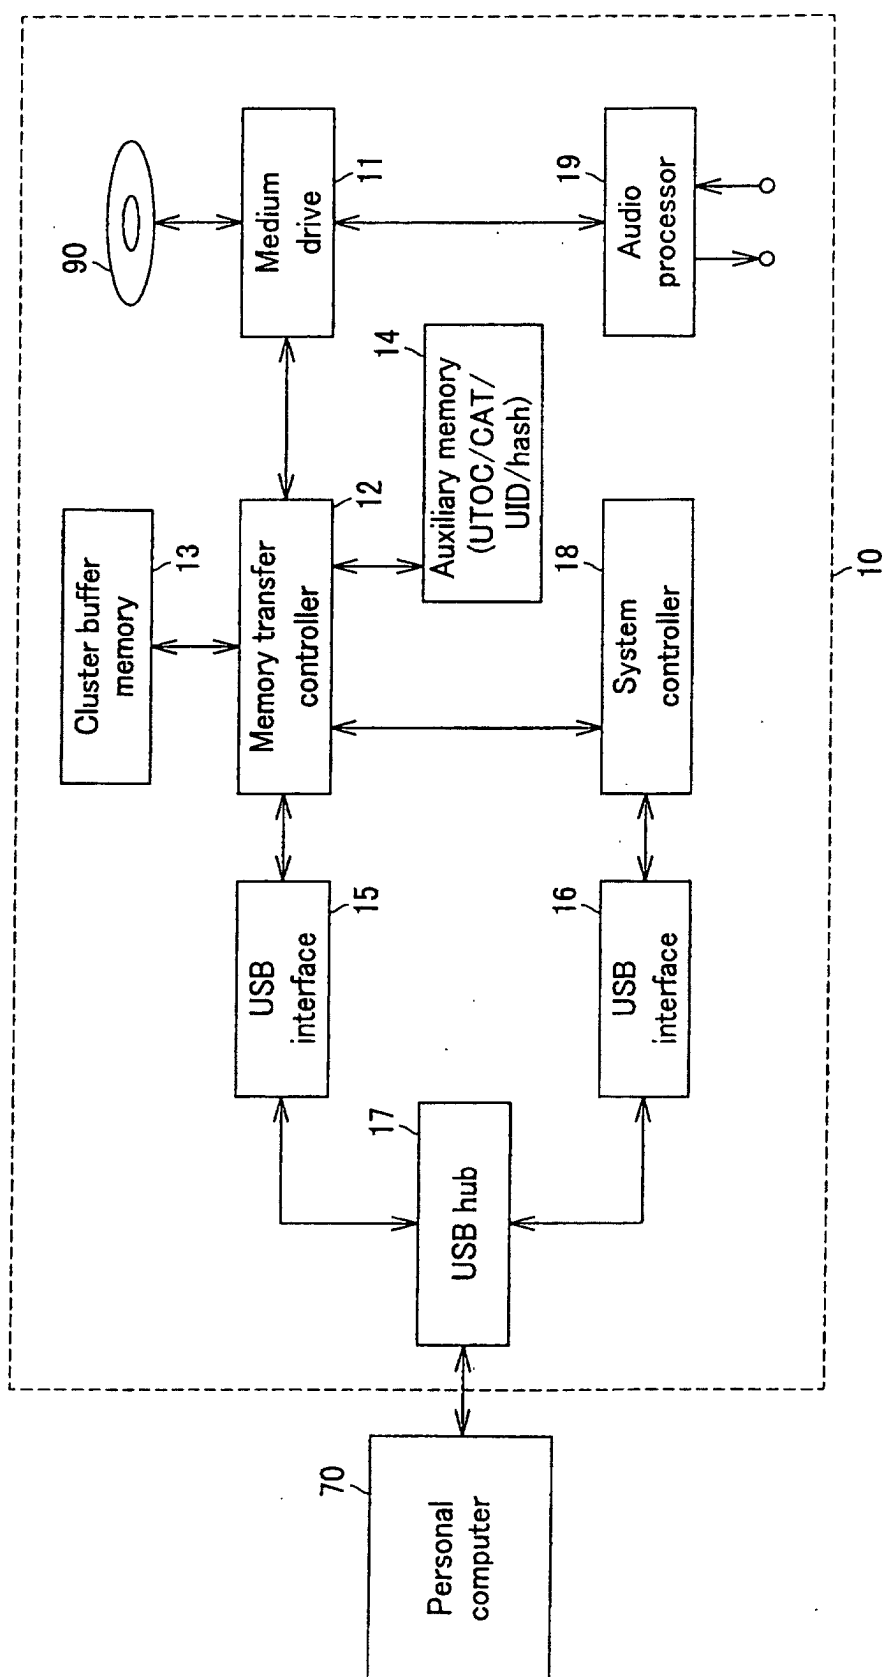 90
Medium
drive
11
19
Audio
processor
Cluster buffer
memory
13
Memory transfer
controller
12
14
Auxiliary memory
(UTOC/CAT/
UID/hash)
18
System
controller
10
USB
interface
15
16
USB
interface
17
USB hub
70
Personal
computer